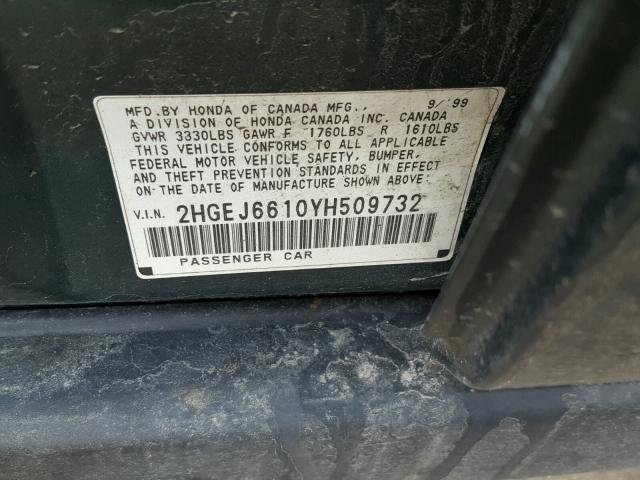 MFD. BY HONDA OF CANADA MFG., 9/'99
A DIVISION OF HONDA CANADA INC. CANADA
GVWR 3330LBS GAWR F 1760LBS R 1610LBS
THIS VEHICLE CONFORMS TO ALL APPLICABLE
FEDERAL MOTOR VEHICLE SAFETY, BUMPER,
AND THEFT PREVENTION STANDARDS IN EFFECT
ON THE DATE OF MANUFACTURE SHOWN ABOVE.
V.I.N. 2HGEJ6610YH509732
PASSENGER CAR